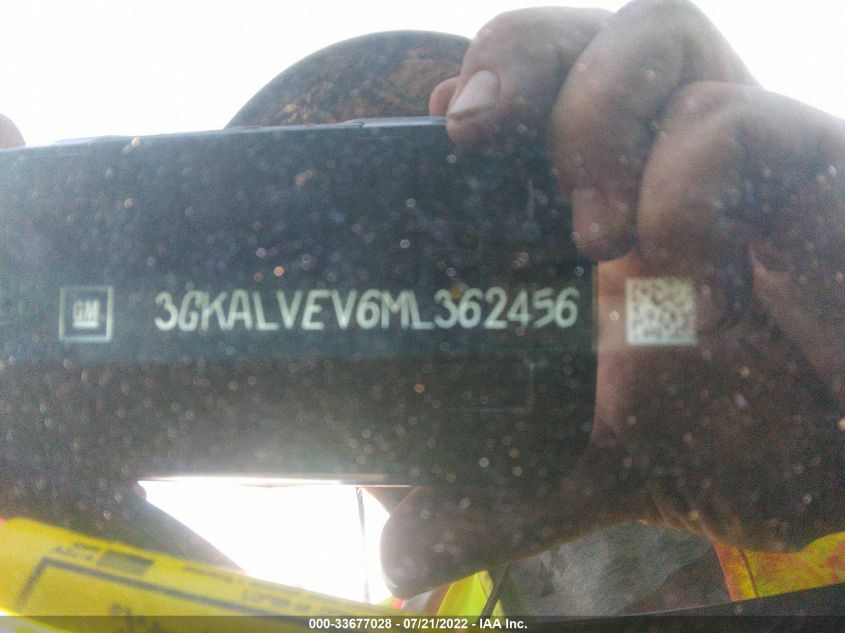 GM 3GKALVEV6ML362456
000-33677028 - 07/21/2022 - IAA Inc.